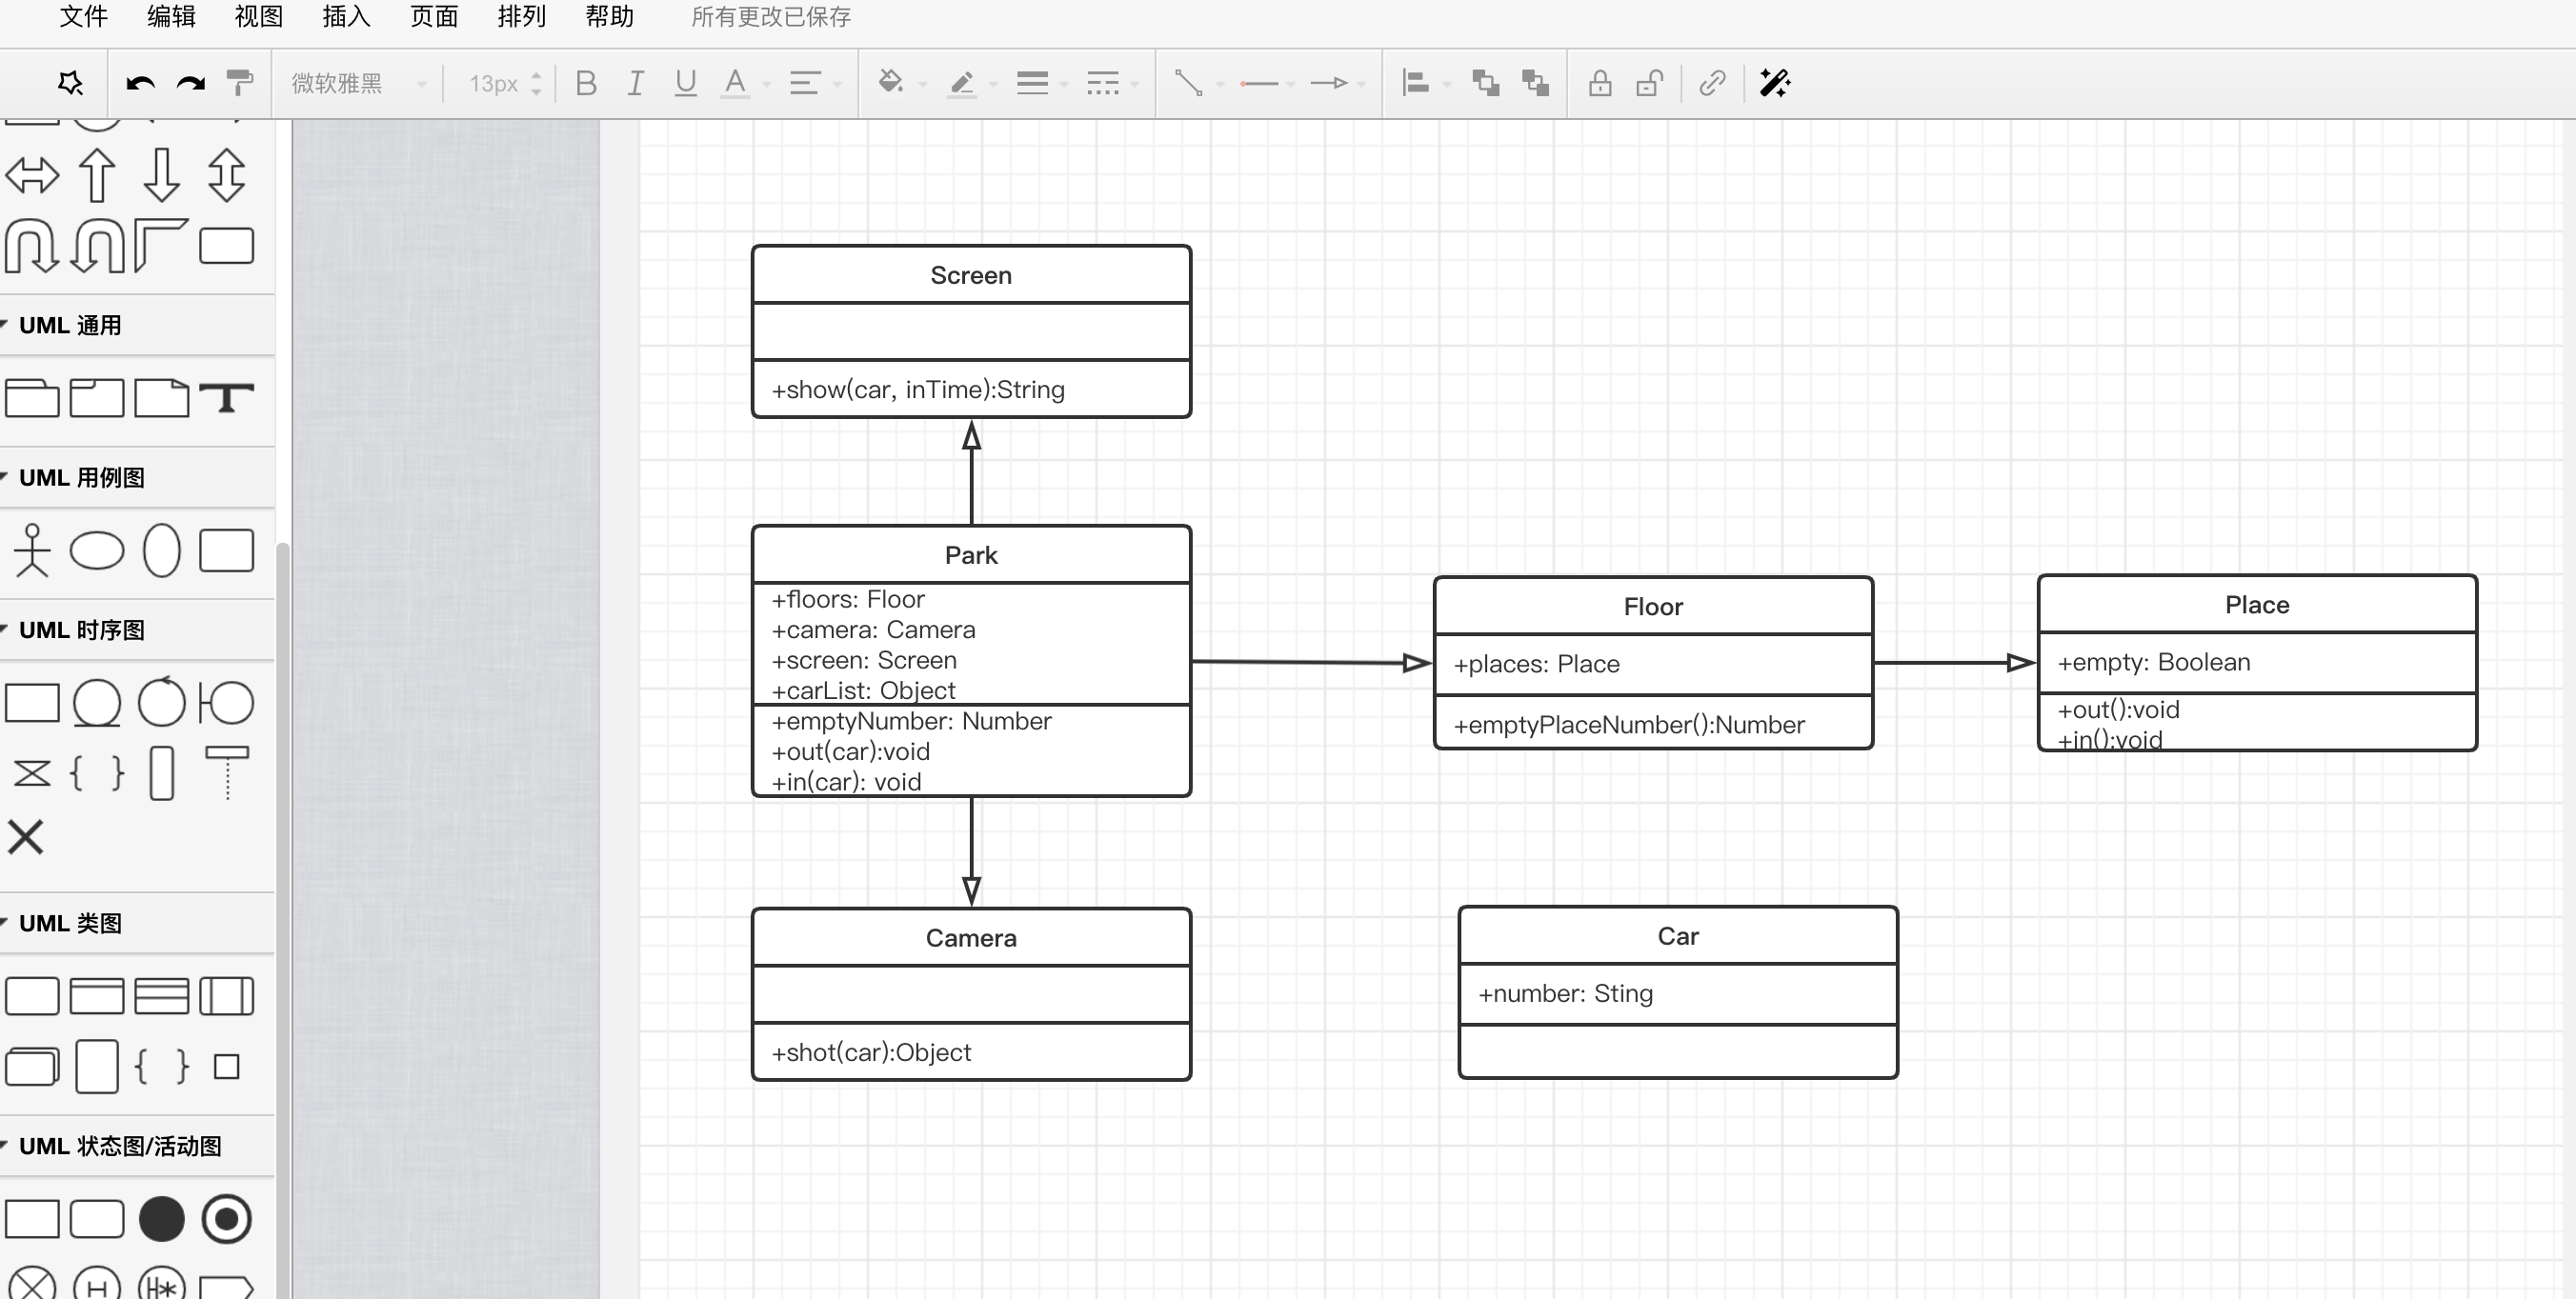 文件 编辑 视图 插入 页面 排列 帮助 所有更改已保存
微软雅黑 13px B I U A
UML 通用
UML 用例图
UML 时序图
UML 类图
UML 状态图/活动图
H
H*
Screen
+show(car, inTime):String
Park
+floors: Floor
+camera: Camera
+screen: Screen
+carList: Object
+emptyNumber: Number
+out(car):void
+in(car): void
Floor
+places: Place
+emptyPlaceNumber():Number
Place
+empty: Boolean
+out():void
+in():void
Camera
+shot(car):Object
Car
+number: Sting